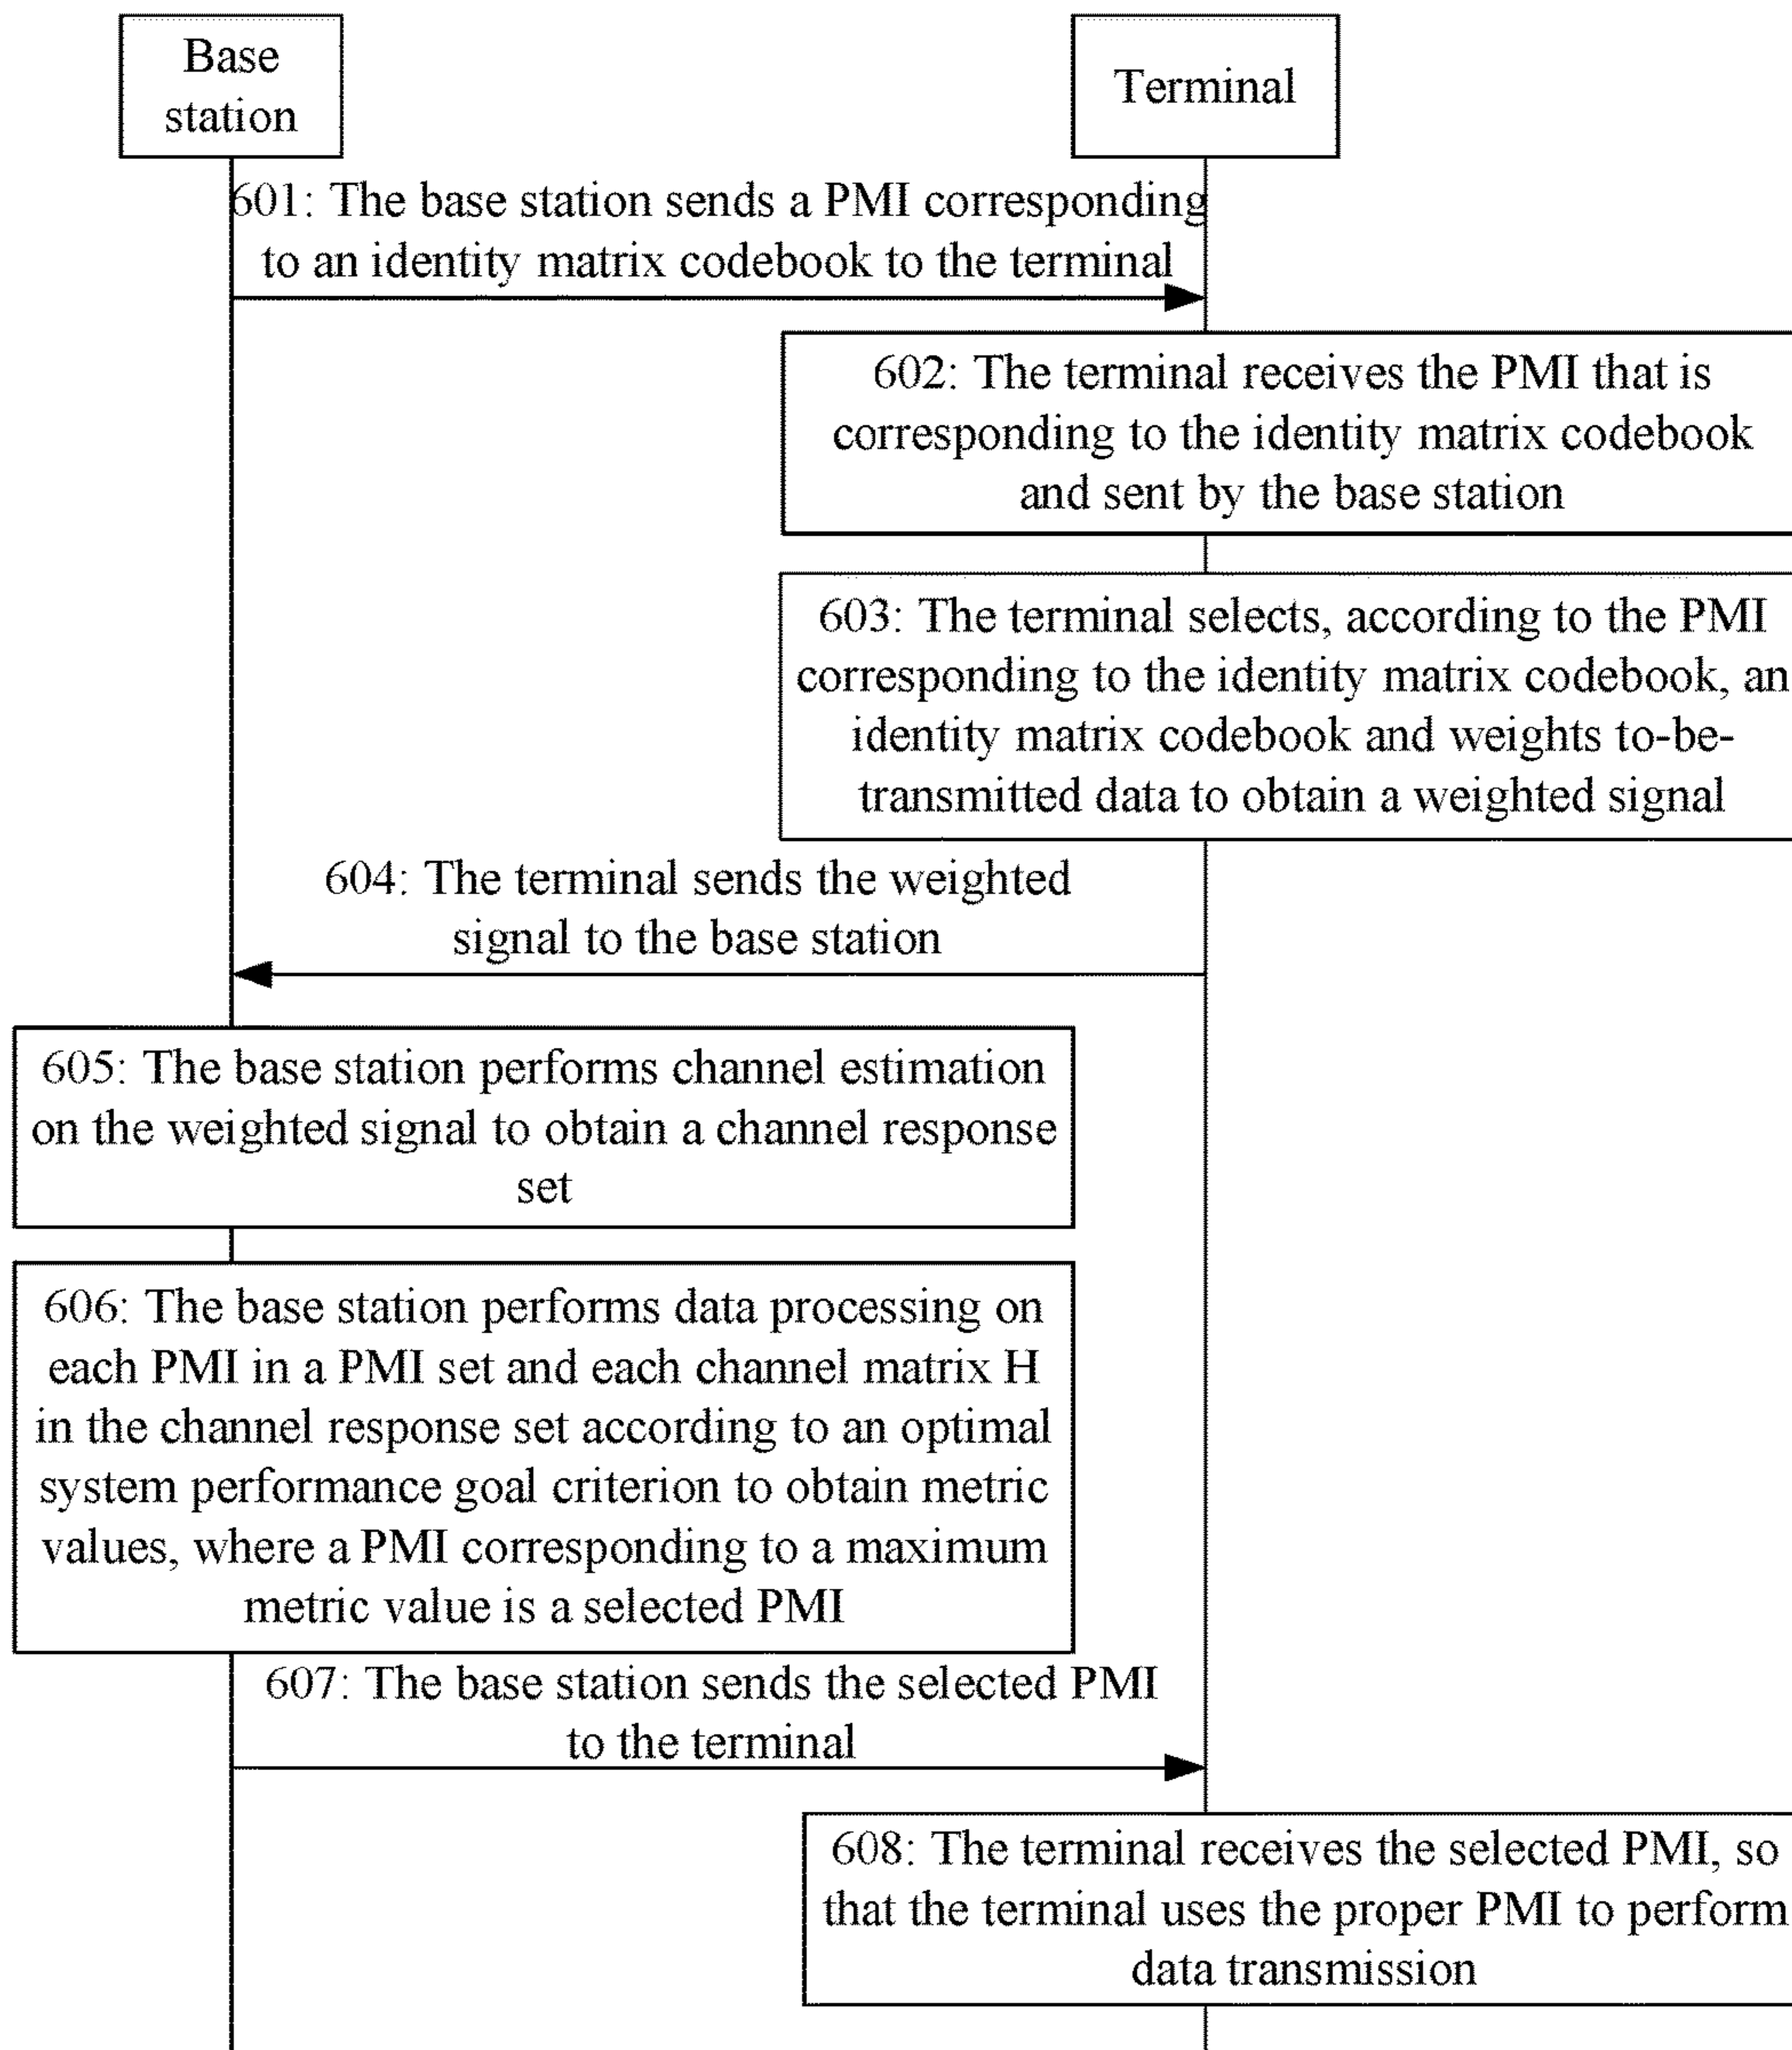 Base
station
Terminal
601: The base station sends a PMI corresponding
to an identity matrix codebook to the terminal
602: The terminal receives the PMI that is
corresponding to the identity matrix codebook
and sent by the base station
603: The terminal selects, according to the PMI
corresponding to the identity matrix codebook, an
identity matrix codebook and weights to-be-
transmitted data to obtain a weighted signal
604: The terminal sends the weighted
signal to the base station
605: The base station performs channel estimation
on the weighted signal to obtain a channel response
set
606: The base station performs data processing on
each PMI in a PMI set and each channel matrix H
in the channel response set according to an optimal
system performance goal criterion to obtain metric
values, where a PMI corresponding to a maximum
metric value is a selected PMI
607: The base station sends the selected PMI
to the terminal
608: The terminal receives the selected PMI, so
that the terminal uses the proper PMI to perform
data transmission